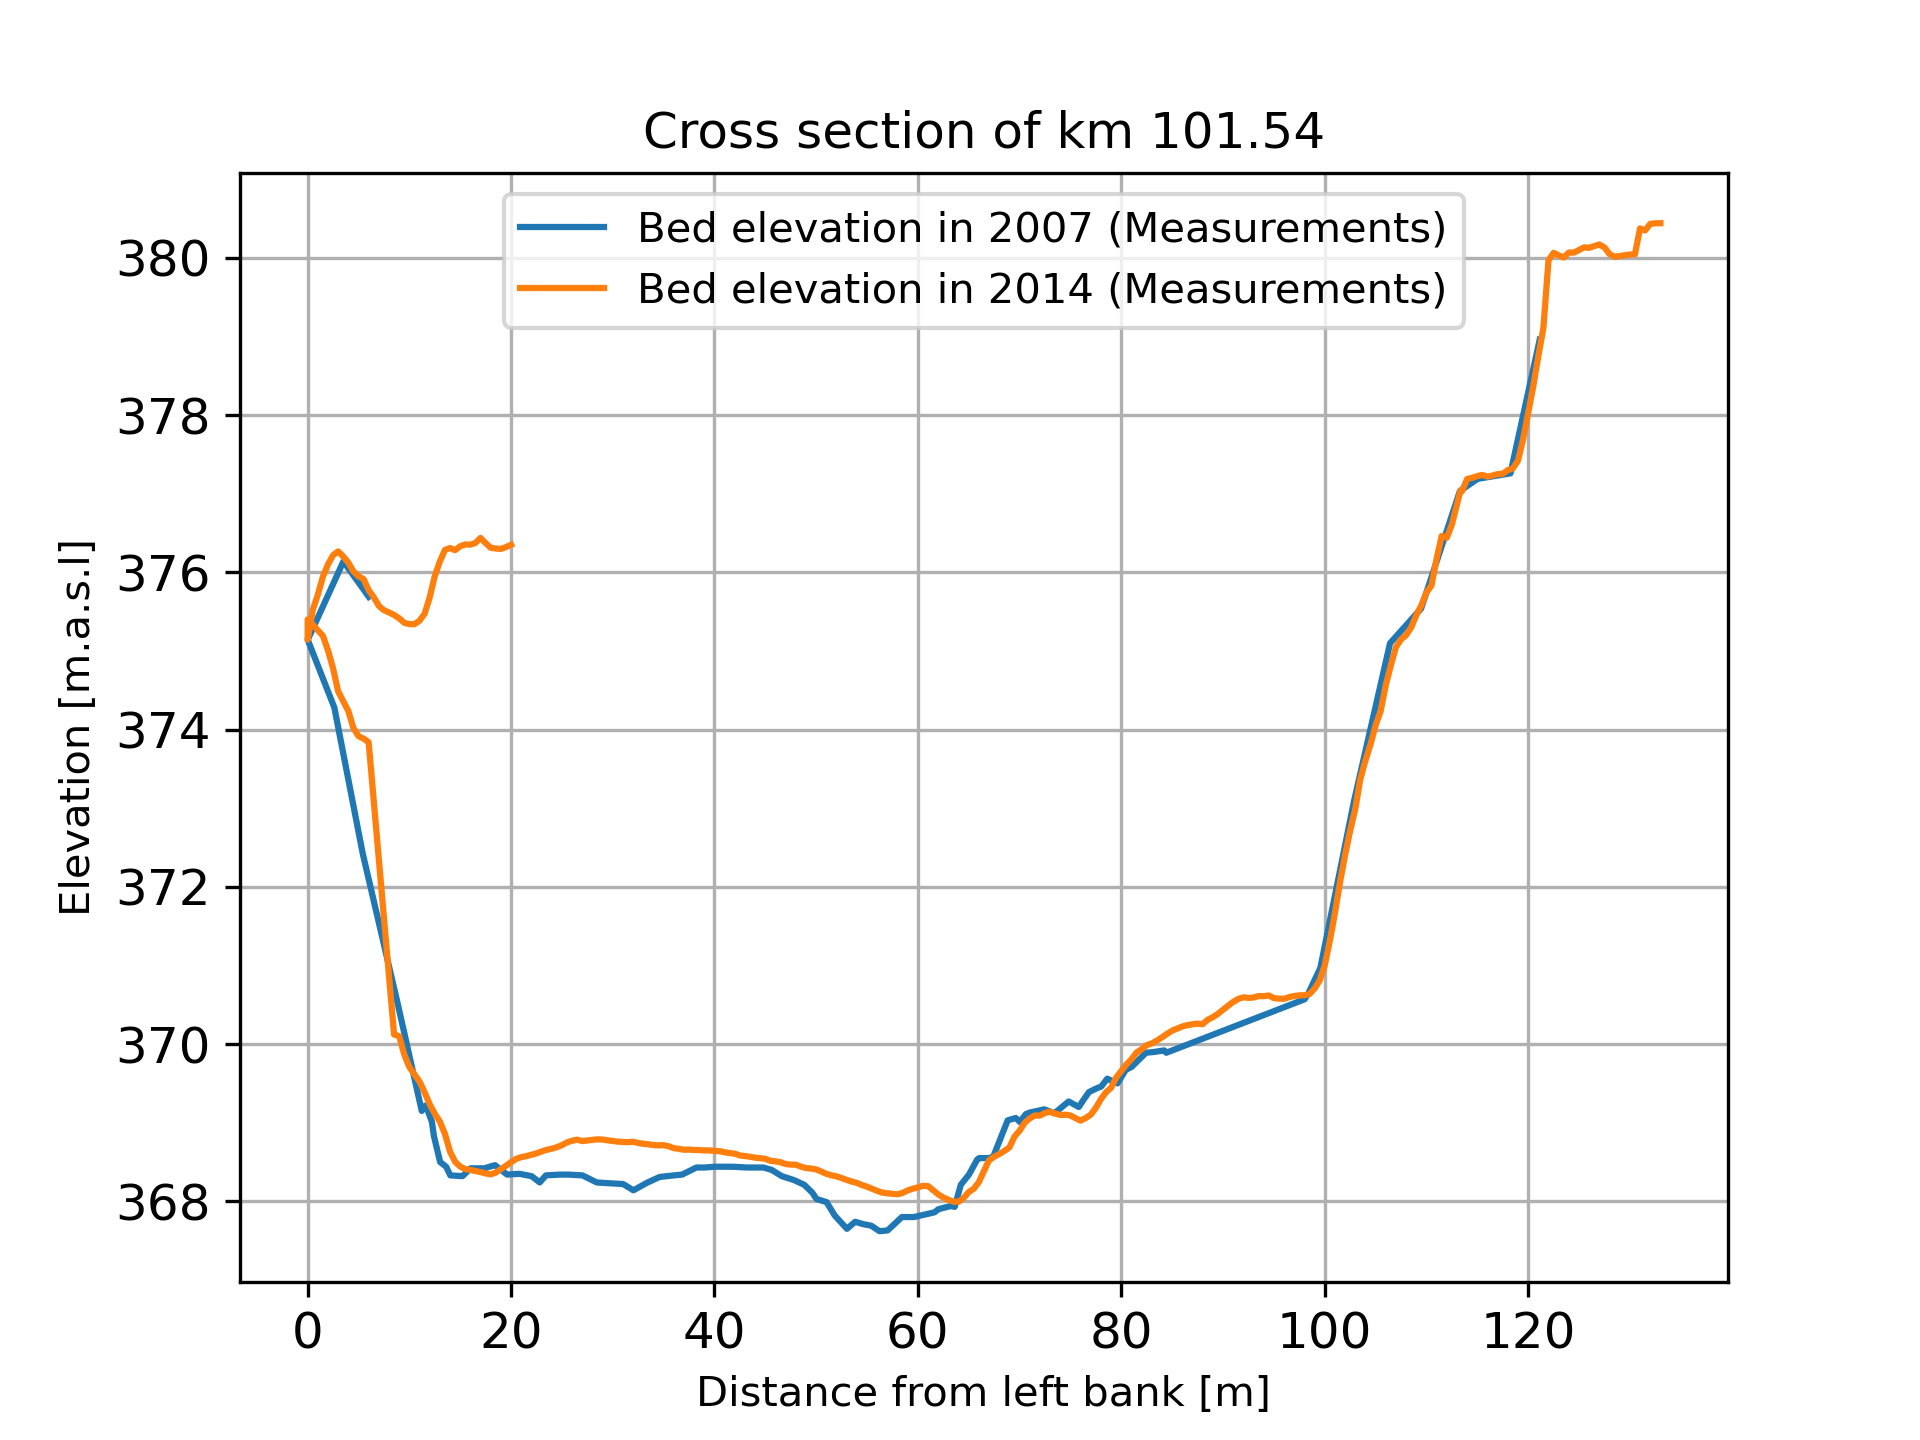 Cross section of km 101.54
Bed elevation in 2007 (Measurements)
Bed elevation in 2014 (Measurements)
380
378
376
374
372
370
368
Elevation [m.a.s.l]
0 20 40 60 80 100 120
Distance from left bank [m]